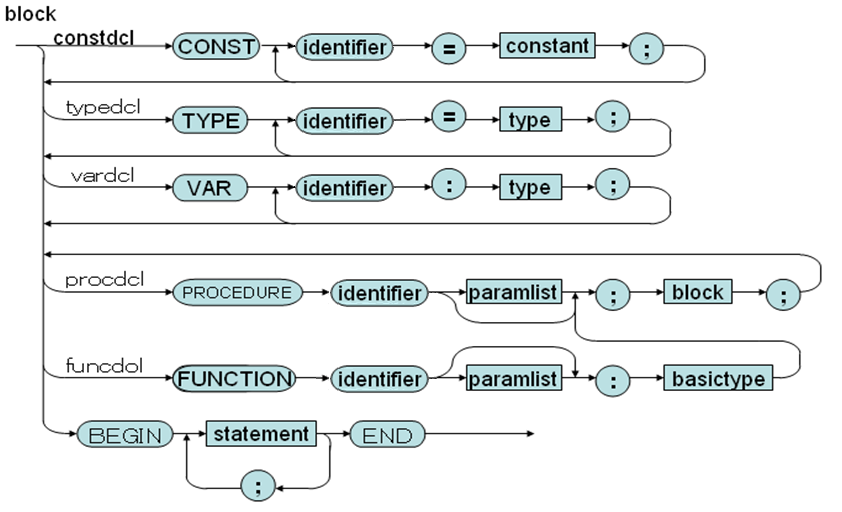 block
constdcl CONST identifier = constant ;
typedcl TYPE identifier = type ;
vardcl VAR identifier : type ;
procdcl PROCEDURE identifier paramlist ; block ;
funcdol FUNCTION identifier paramlist : basictype
BEGIN statement END
;